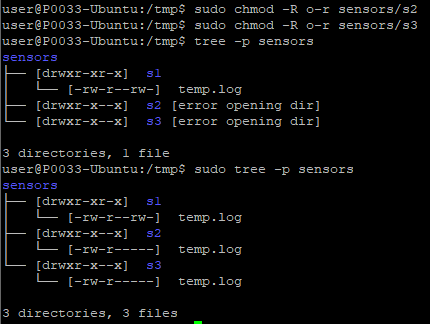 user@P0033-Ubuntu:/tmp$ sudo chmod -R o-r sensors/s2
user@P0033-Ubuntu:/tmp$ sudo chmod -R o-r sensors/s3
user@P0033-Ubuntu:/tmp$ tree -p sensors
sensors
├── [drwxr-xr-x]  s1
│   └── [-rw-r--rw-]  temp.log
├── [drwxr-x--x]  s2 [error opening dir]
└── [drwxr-x--x]  s3 [error opening dir]

3 directories, 1 file
user@P0033-Ubuntu:/tmp$ sudo tree -p sensors
sensors
├── [drwxr-xr-x]  s1
│   └── [-rw-r--rw-]  temp.log
├── [drwxr-x--x]  s2
│   └── [-rw-r-----]  temp.log
└── [drwxr-x--x]  s3
    └── [-rw-r-----]  temp.log

3 directories, 3 files